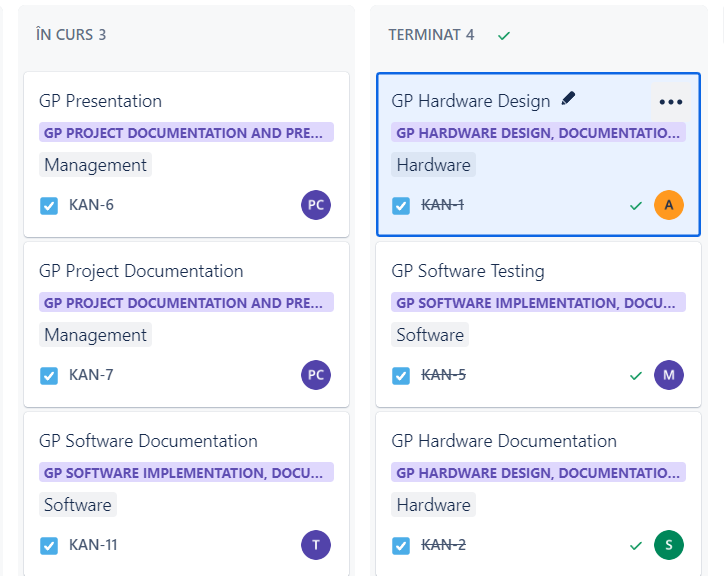 ÎN CURS 3
GP Presentation
GP PROJECT DOCUMENTATION AND PRE...
Management
KAN-6
PC
GP Project Documentation
GP PROJECT DOCUMENTATION AND PRE...
Management
KAN-7
PC
GP Software Documentation
GP SOFTWARE IMPLEMENTATION, DOCU...
Software
KAN-11
T
TERMINAT 4
GP Hardware Design
GP HARDWARE DESIGN, DOCUMENTATIO...
Hardware
KAN-1
A
GP Software Testing
GP SOFTWARE IMPLEMENTATION, DOCU...
Software
KAN-5
M
GP Hardware Documentation
GP HARDWARE DESIGN, DOCUMENTATIO...
Hardware
KAN-2
S